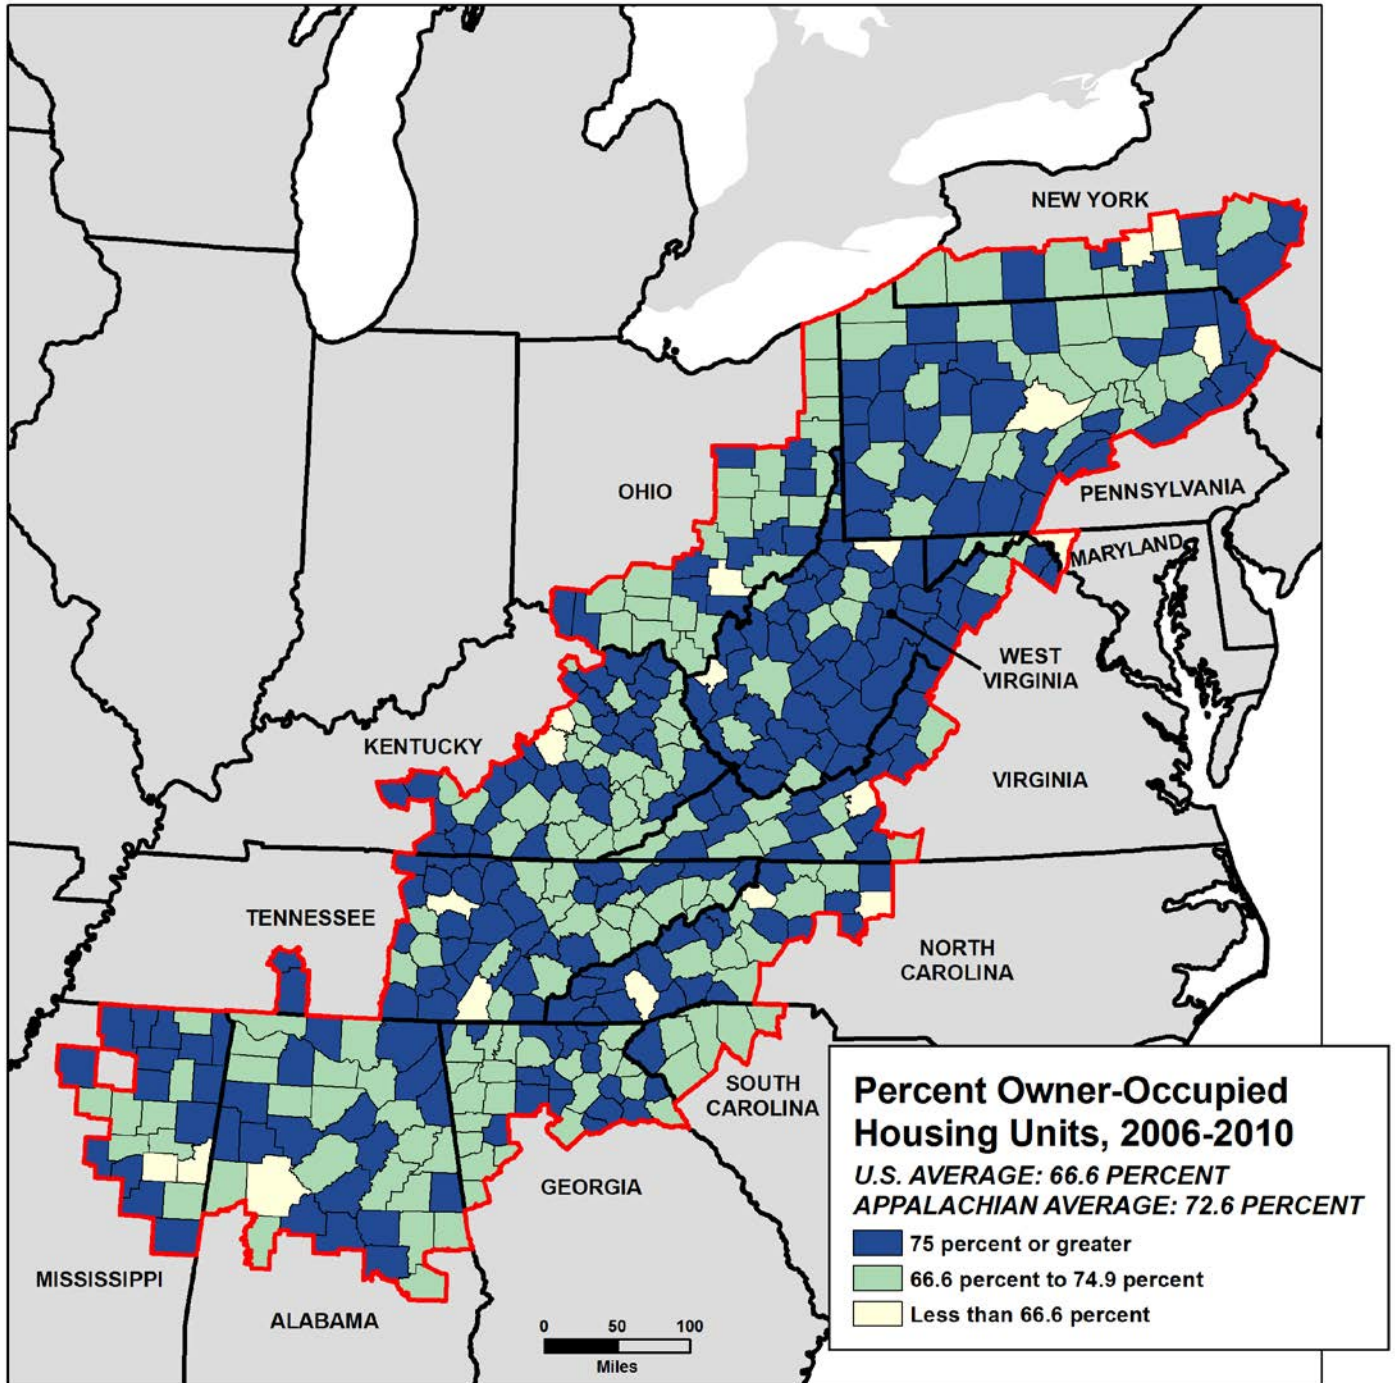 NEW YORK
PENNSYLVANIA
OHIO
MARYLAND
WEST
VIRGINIA
KENTUCKY
VIRGINIA
TENNESSEE
NORTH
CAROLINA
SOUTH
CAROLINA
GEORGIA
MISSISSIPPI
ALABAMA
0 50 100
Miles
Percent Owner-Occupied
Housing Units, 2006-2010
U.S. AVERAGE: 66.6 PERCENT
APPALACHIAN AVERAGE: 72.6 PERCENT
75 percent or greater
66.6 percent to 74.9 percent
Less than 66.6 percent